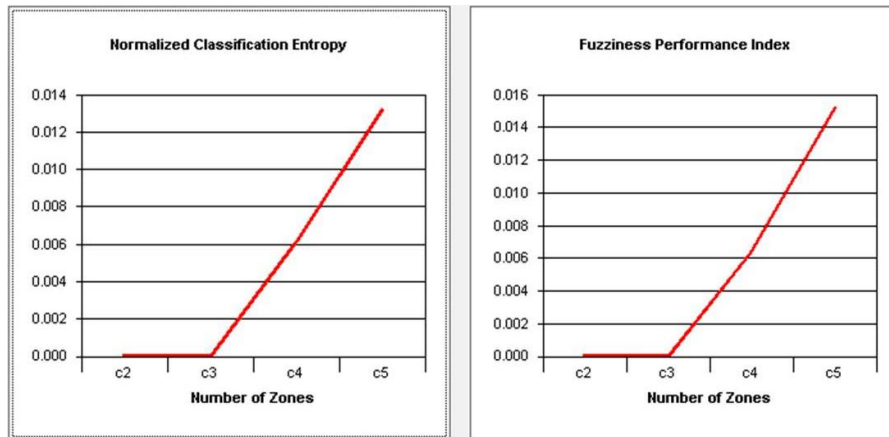 Normalized Classification Entropy
0.014
0.012
0.010
0.008
0.006
0.004
0.002
0.000
c2 c3 c4 c5
Number of Zones
Fuzziness Performance Index
0.016
0.014
0.012
0.010
0.008
0.006
0.004
0.002
0.000
c2 c3 c4 c5
Number of Zones